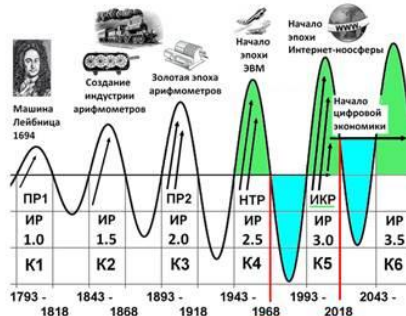 Машина
Лейбница
1694
Создание
индустрии
арифмометров
Золотая эпоха
арифмометров
Начало
эпохи
ЭВМ
Начало
эпохи
Интернет-ноосферы
WWW
Начало
цифровой
экономики
ПР1 ПР2 НТР ИКР
ИР ИР ИР ИР ИР ИР
1.0 1.5 2.0 2.5 3.0 3.5
К1 К2 К3 К4 К5 К6
1793 - 1843 - 1893 - 1943 - 1993 - 2043 -
1818 1868 1918 1968 2018